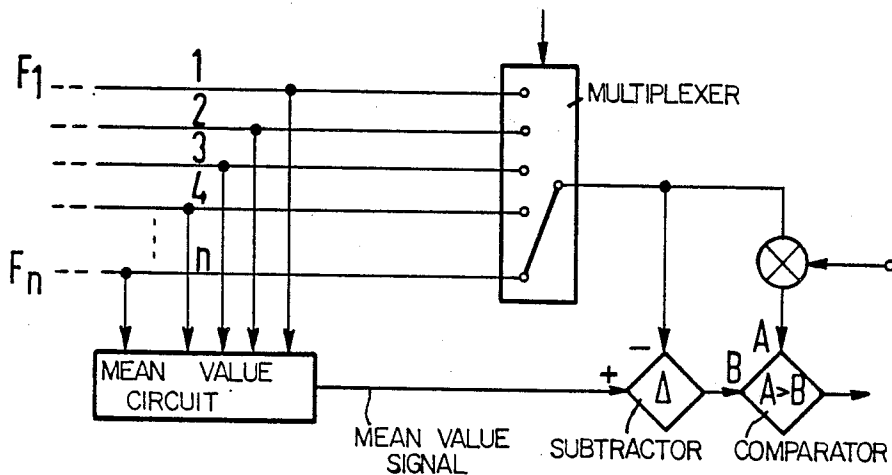 F1
1
MULTIPLEXER
2
3
4
Fn
n
A
−
MEAN VALUE
CIRCUIT
+
Δ
B
A>B
MEAN VALUE
SIGNAL
SUBTRACTOR
COMPARATOR